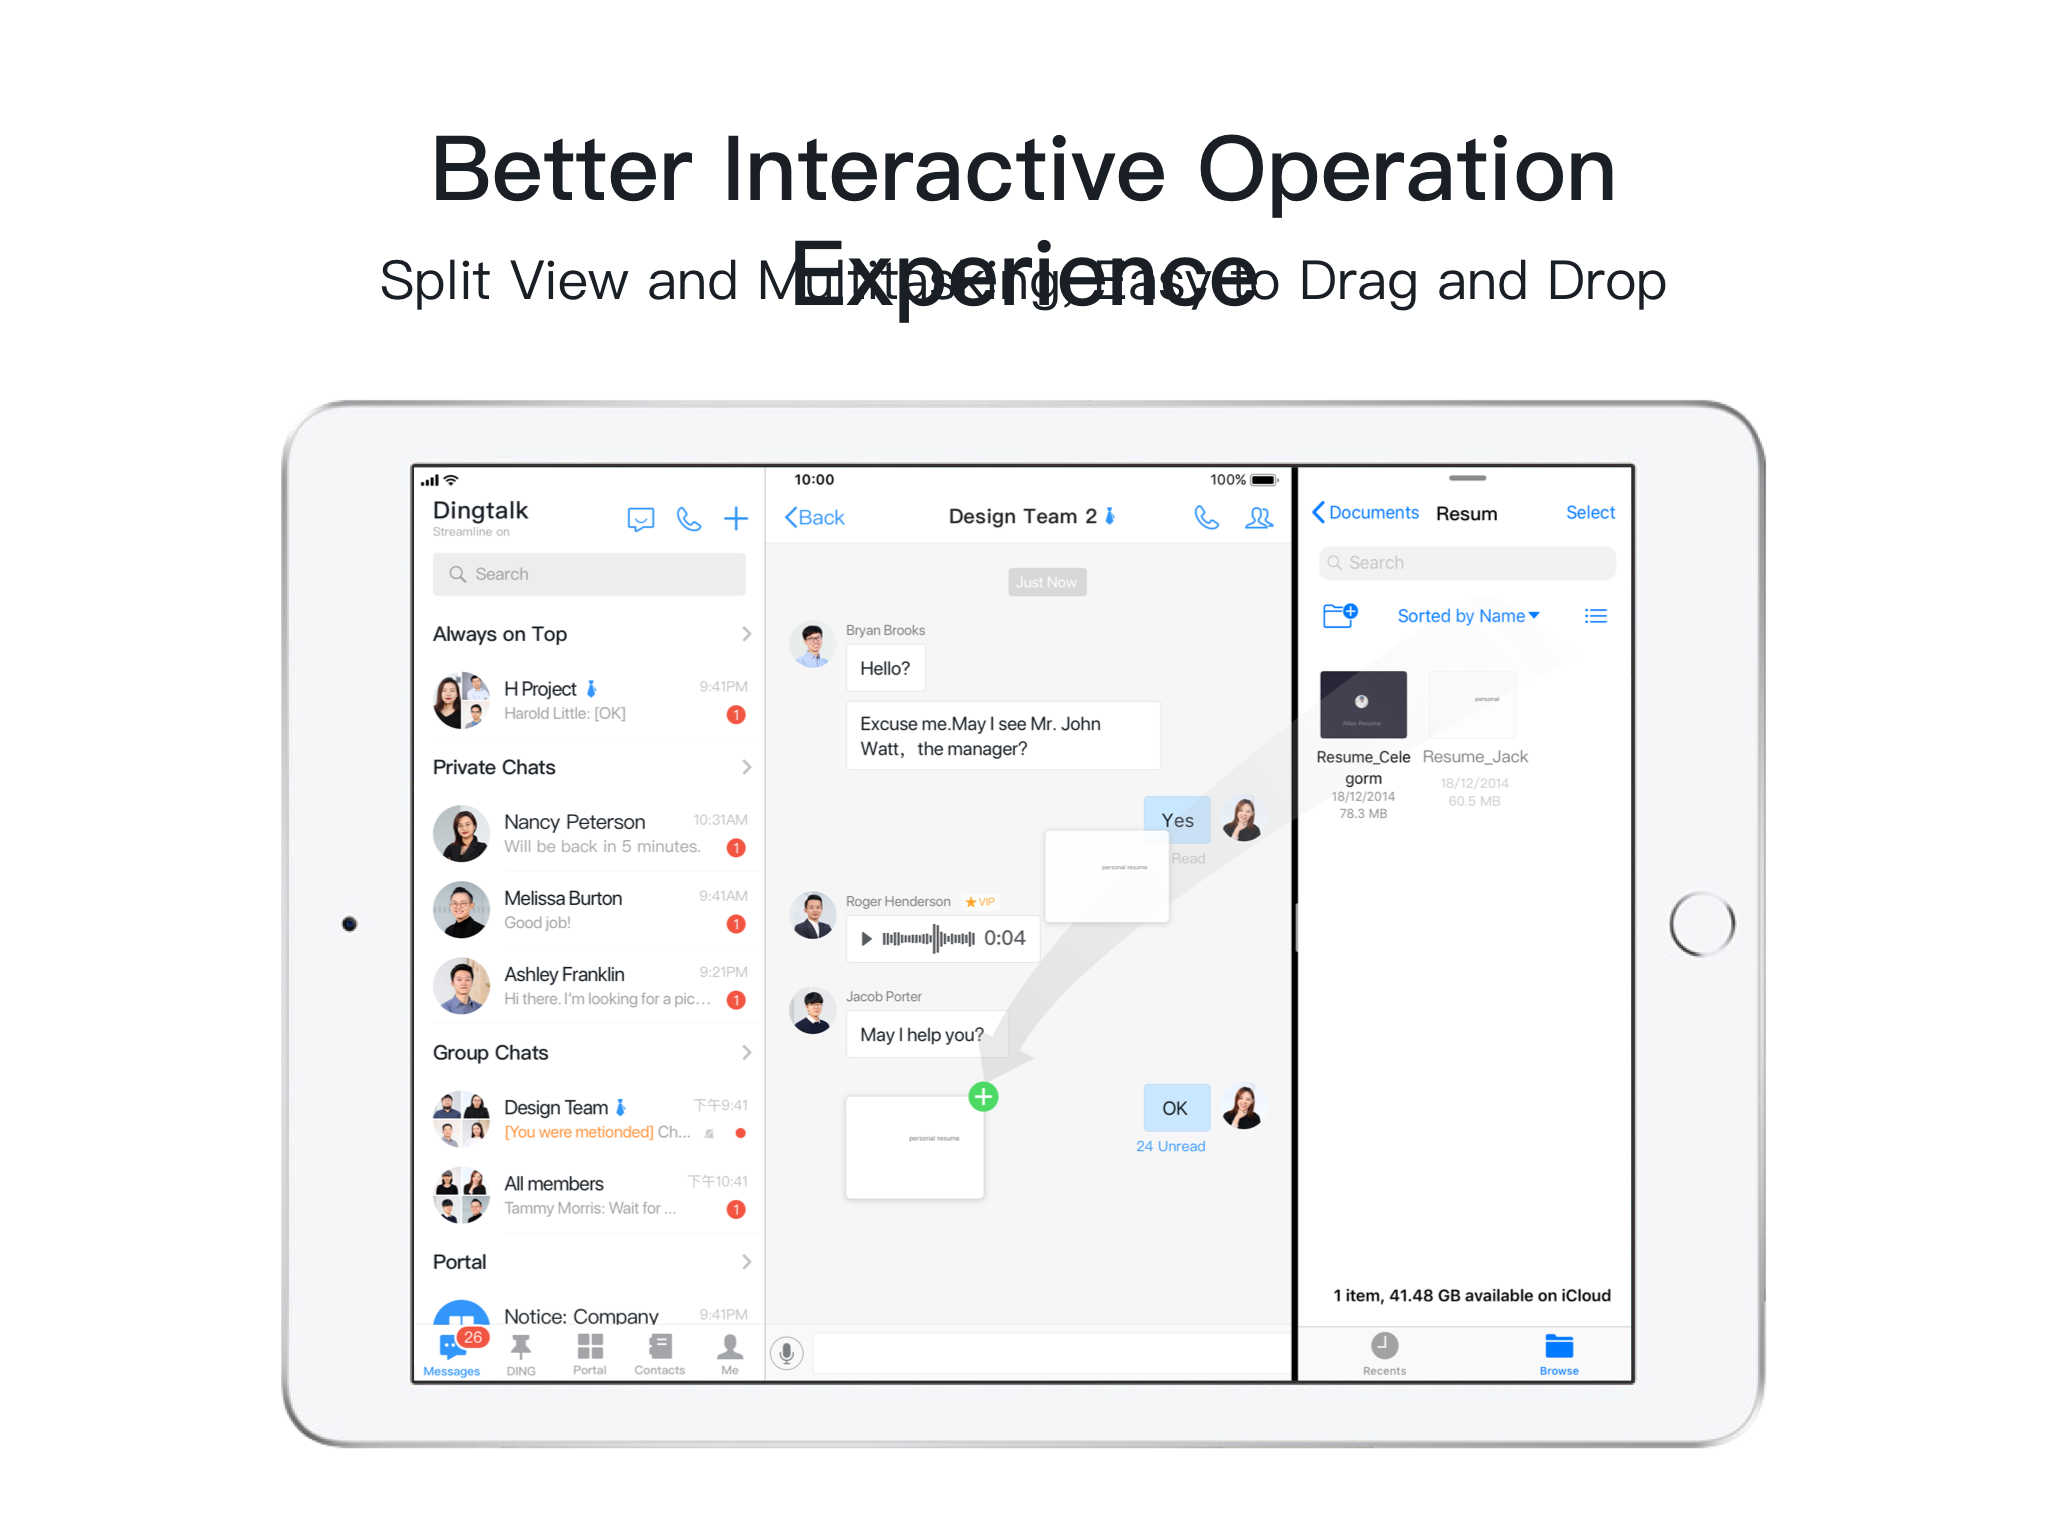 Better Interactive Operation
Experience
Split View and Multitasking, Easy to Drag and Drop
Dingtalk
Streamline on
Search
Always on Top
H Project 9:41PM
Harold Little: [OK] 1
Private Chats
Nancy Peterson 10:31AM
Will be back in 5 minutes. 1
Melissa Burton 9:41AM
Good job! 1
Ashley Franklin 9:21PM
Hi there. I'm looking for a pic... 1
Group Chats
Design Team 下午9:41
[You were metionded] Ch...
All members 下午10:41
Tammy Morris: Wait for ... 1
Portal
Notice: Company 9:41PM
26
Messages DING Portal Contacts Me
10:00 100%
Back Design Team 2
Just Now
Bryan Brooks
Hello?
Excuse me.May I see Mr. John
Watt，the manager?
Yes
Read
personal resume
Roger Henderson VIP
0:04
Jacob Porter
May I help you?
personal resume
OK
24 Unread
Documents Resum Select
Search
Sorted by Name
Allen Resume
personal
Resume_Cele
gorm
18/12/2014
78.3 MB
Resume_Jack
18/12/2014
60.5 MB
1 item, 41.48 GB available on iCloud
Recents Browse